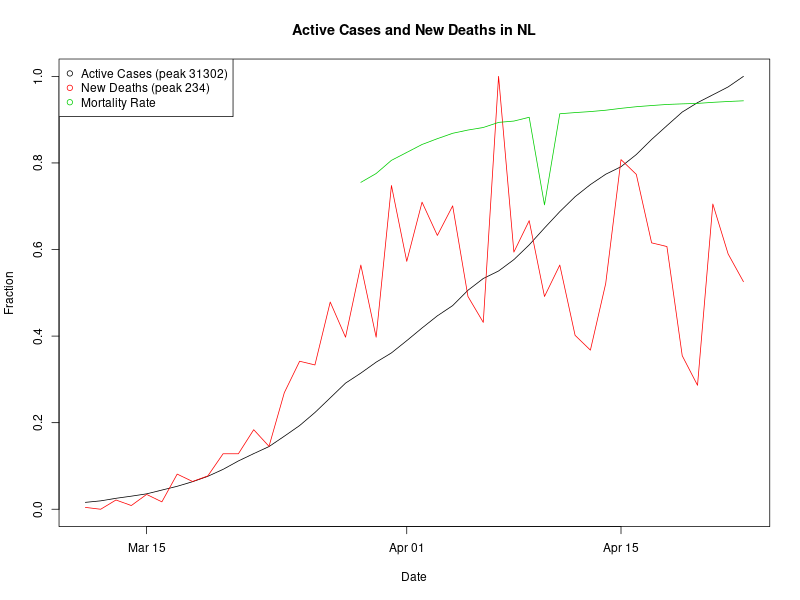 Active Cases and New Deaths in NL
Active Cases (peak 31302)
New Deaths (peak 234)
Mortality Rate
1.0
0.8
0.6
0.4
0.2
0.0
Fraction
Mar 15 Apr 01 Apr 15
Date